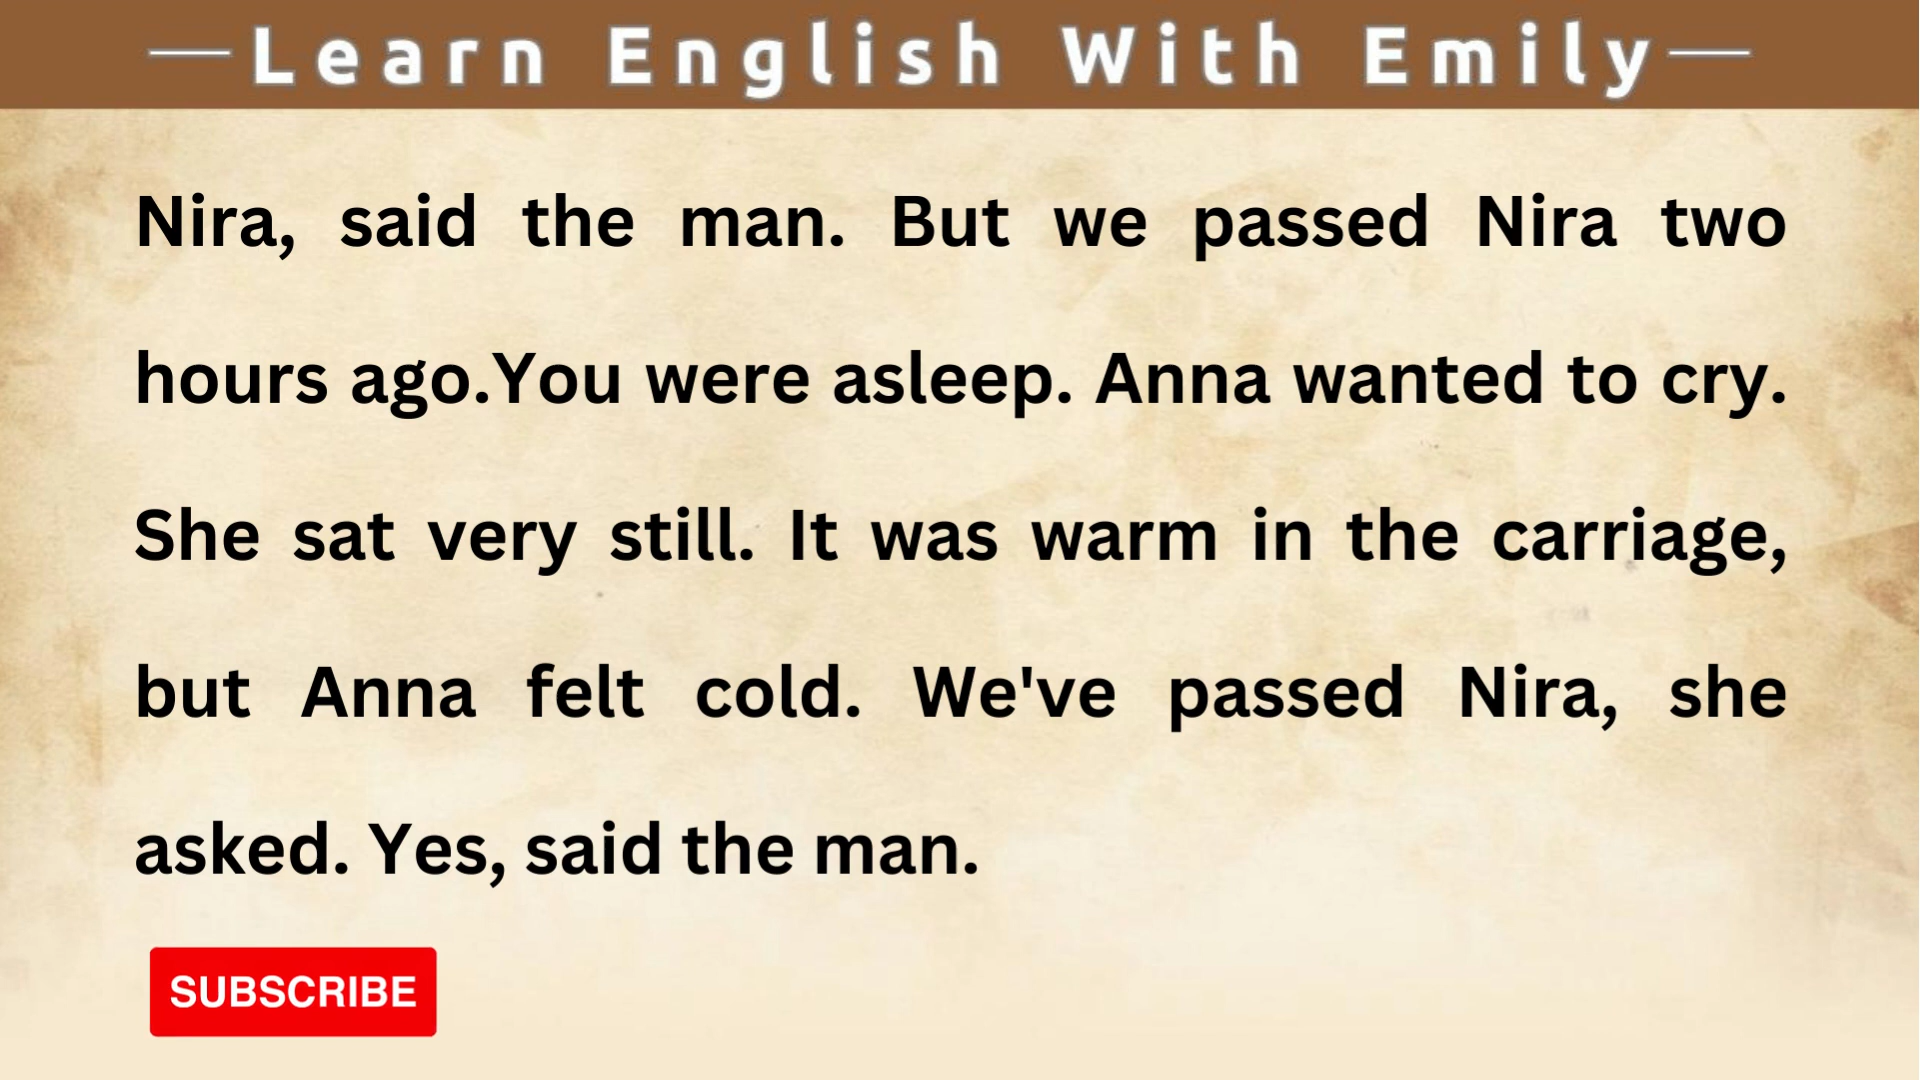 Learn English With Emily
Nira, said the man. But we passed Nira two
hours ago.You were asleep. Anna wanted to cry.
She sat very still. It was warm in the carriage,
but Anna felt cold. We've passed Nira, she
asked. Yes, said the man.
SUBSCRIBE